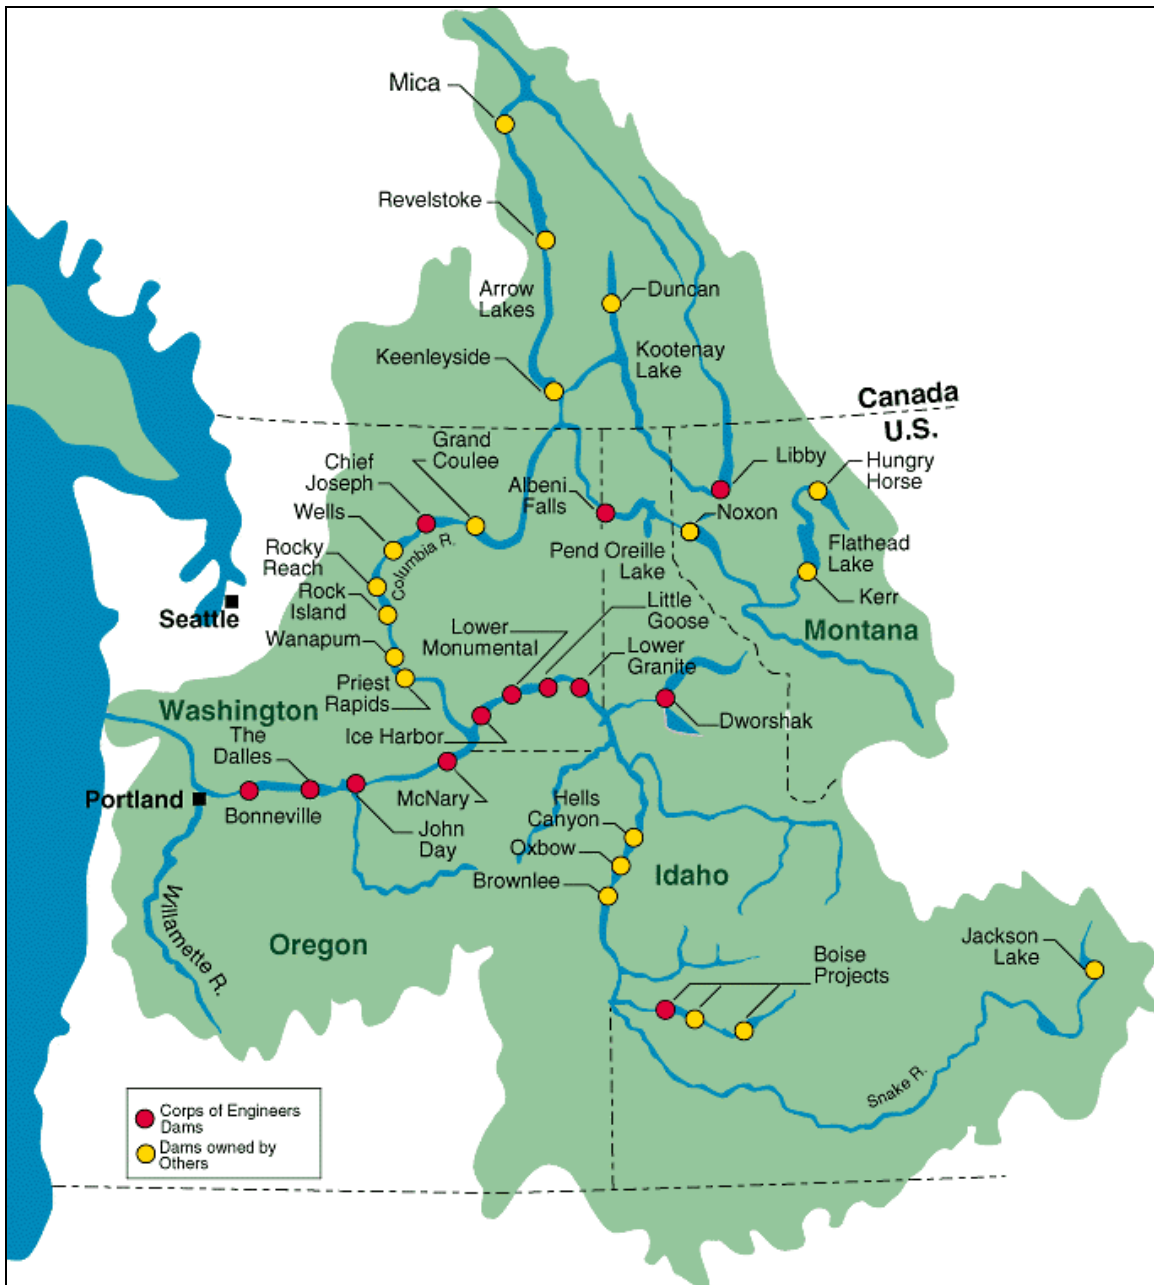 Mica
Revelstoke
Arrow
Lakes
Duncan
Keenleyside
Kootenay
Lake
Canada
U.S.
Grand
Coulee
Chief
Joseph
Albeni
Falls
Libby
Hungry
Horse
Wells
Noxon
Columbia R.
Rocky
Reach
Pend Oreille
Lake
Flathead
Lake
Rock
Island
Kerr
Seattle
Little
Goose
Montana
Wanapum
Lower
Monumental
Lower
Granite
Priest
Rapids
Washington
Ice Harbor
Dworshak
The
Dalles
Portland
Bonneville
McNary
John
Day
Hells
Canyon
Oxbow
Brownlee
Idaho
Willamette R.
Oregon
Boise
Projects
Jackson
Lake
Snake R.
Corps of Engineers
Dams
Dams owned by
Others